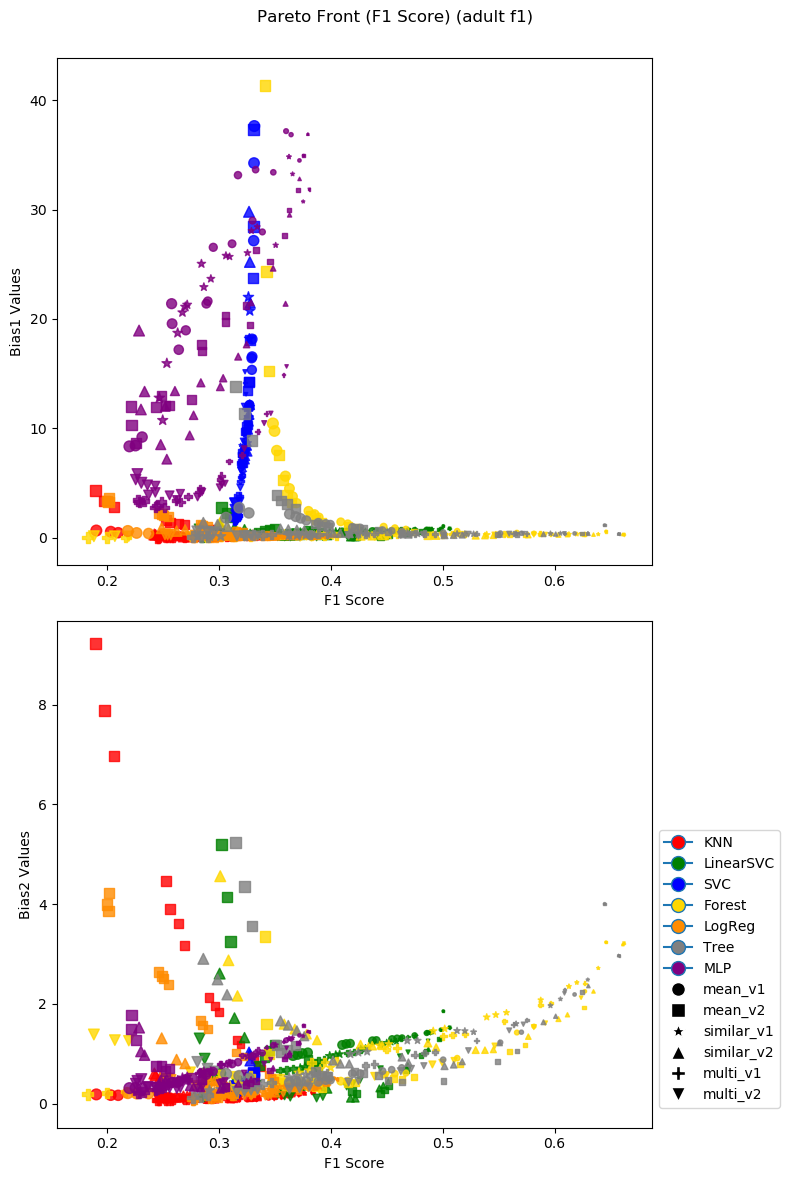 Pareto Front (F1 Score) (adult f1)
Bias1 Values
40
30
20
10
0
0.2 0.3 0.4 0.5 0.6
F1 Score
Bias2 Values
8
6
4
2
0
0.2 0.3 0.4 0.5 0.6
F1 Score
KNN
LinearSVC
SVC
Forest
LogReg
Tree
MLP
mean_v1
mean_v2
similar_v1
similar_v2
multi_v1
multi_v2